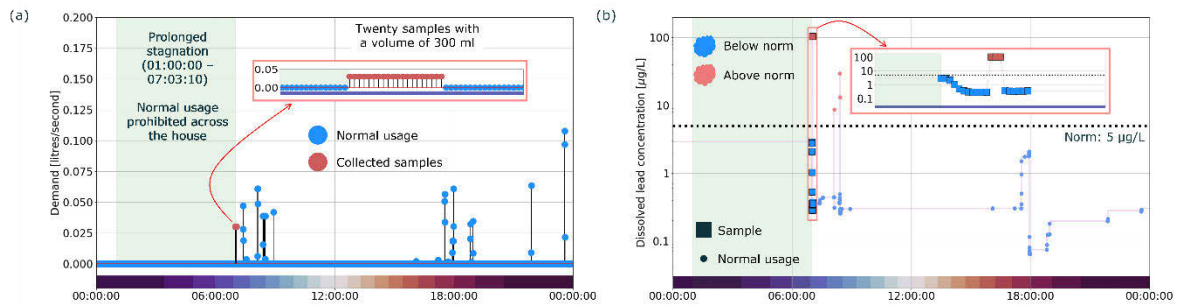 (a)
0.200
0.175
0.150
0.125
0.100
0.075
0.050
0.025
0.000
Demand [litres/second]
Prolonged
stagnation
(01:00:00 –
07:03:10)
Normal usage
prohibited across
the house
Twenty samples with
a volume of 300 ml
0.05
0.00
Normal usage
Collected samples
00:00:00
06:00:00
12:00:00
18:00:00
00:00:00
(b)
100
10
1
0.1
Dissolved lead concentration [µg/L]
Below norm
Above norm
100
10
1
0.1
Norm: 5 µg/L
Sample
Normal usage
00:00:00
06:00:00
12:00:00
18:00:00
00:00:00